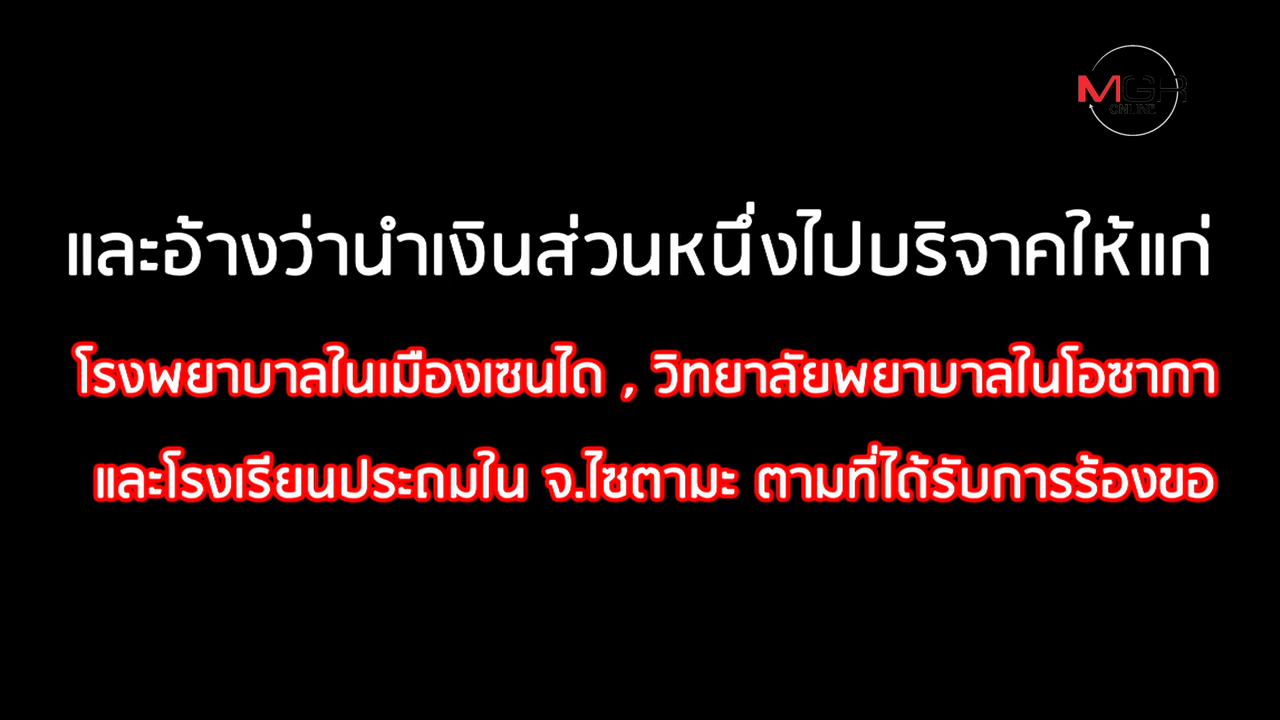 MGR
ONLINE
และอ้างว่านำเงินส่วนหนึ่งไปบริจาคให้แก่
โรงพยาบาลในเมืองเซนได , วิทยาลัยพยาบาลในโอซากา
และโรงเรียนประถมใน จ.ไซตามะ ตามที่ได้รับการร้องขอ